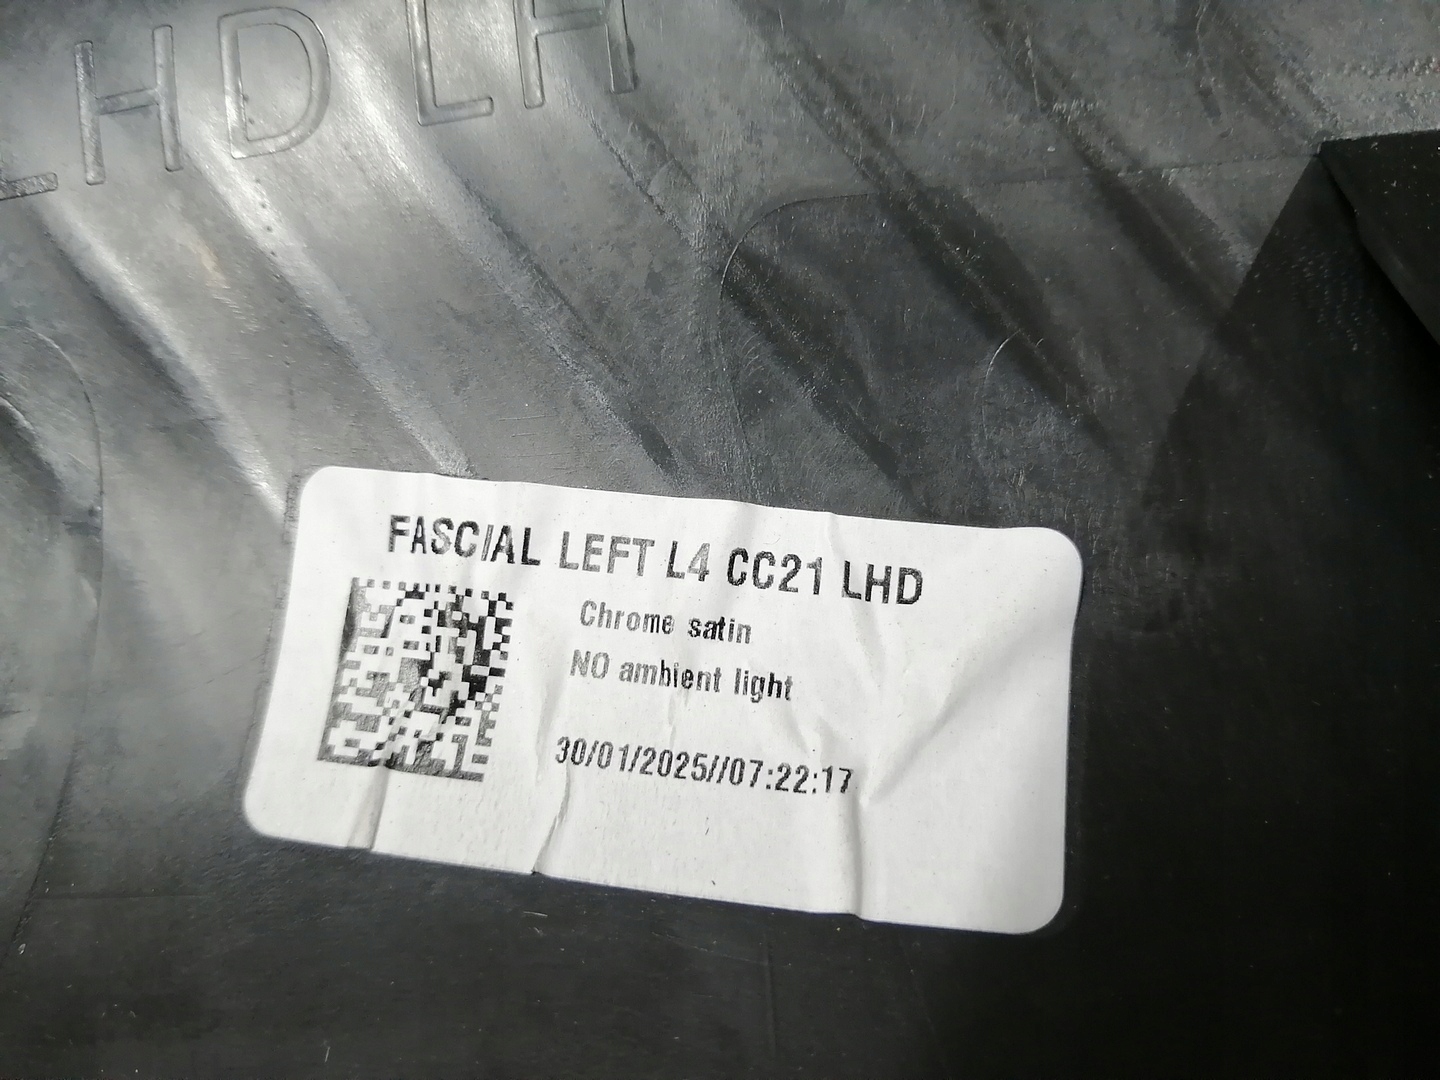 LHD LH
FASCIAL LEFT L4 CC21 LHD
Chrome satin
NO ambient light
30/01/2025//07:22:17